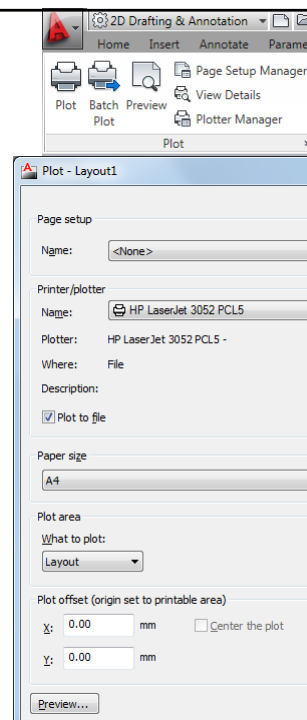 2D Drafting & Annotation
Home Insert Annotate Parame
Page Setup Manager
View Details
Plotter Manager
Plot Batch Plot Preview
Plot
Plot - Layout1
Page setup
Name: <None>
Printer/plotter
Name: HP LaserJet 3052 PCL5
Plotter: HP LaserJet 3052 PCL5 -
Where: File
Description:
Plot to file
Paper size
A4
Plot area
What to plot:
Layout
Plot offset (origin set to printable area)
X: 0.00 mm Center the plot
Y: 0.00 mm
Preview...